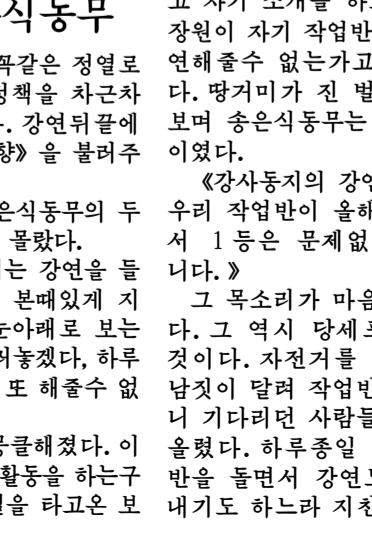 식동무
꼭같은 정열로
정책을 차근차
. 강연뒤끝에
향》을 불러주
은식동무의 두
몰랐다.
는 강연을 들
본때있게 지
눈아래로 보는
겠다, 하루
또 해줄수 없
클해졌다. 이
활동을 하는구
을 타고온 보
고 자기 소개를 하
장원이 자기 작업반
연해줄수 없는가고
다. 땅거미가 진 벌
보며 송은식동무는
이였다.
《강사동지의 강연
우리 작업반이 올해
서 1등은 문제없
니다. 》
그 목소리가 마음
다. 그 역시 당세포
것이다. 자전거를
남짓이 달려 작업반
니 기다리던 사람들
올렸다. 하루종일
반을 돌면서 강연도
내기도 하느라 지친